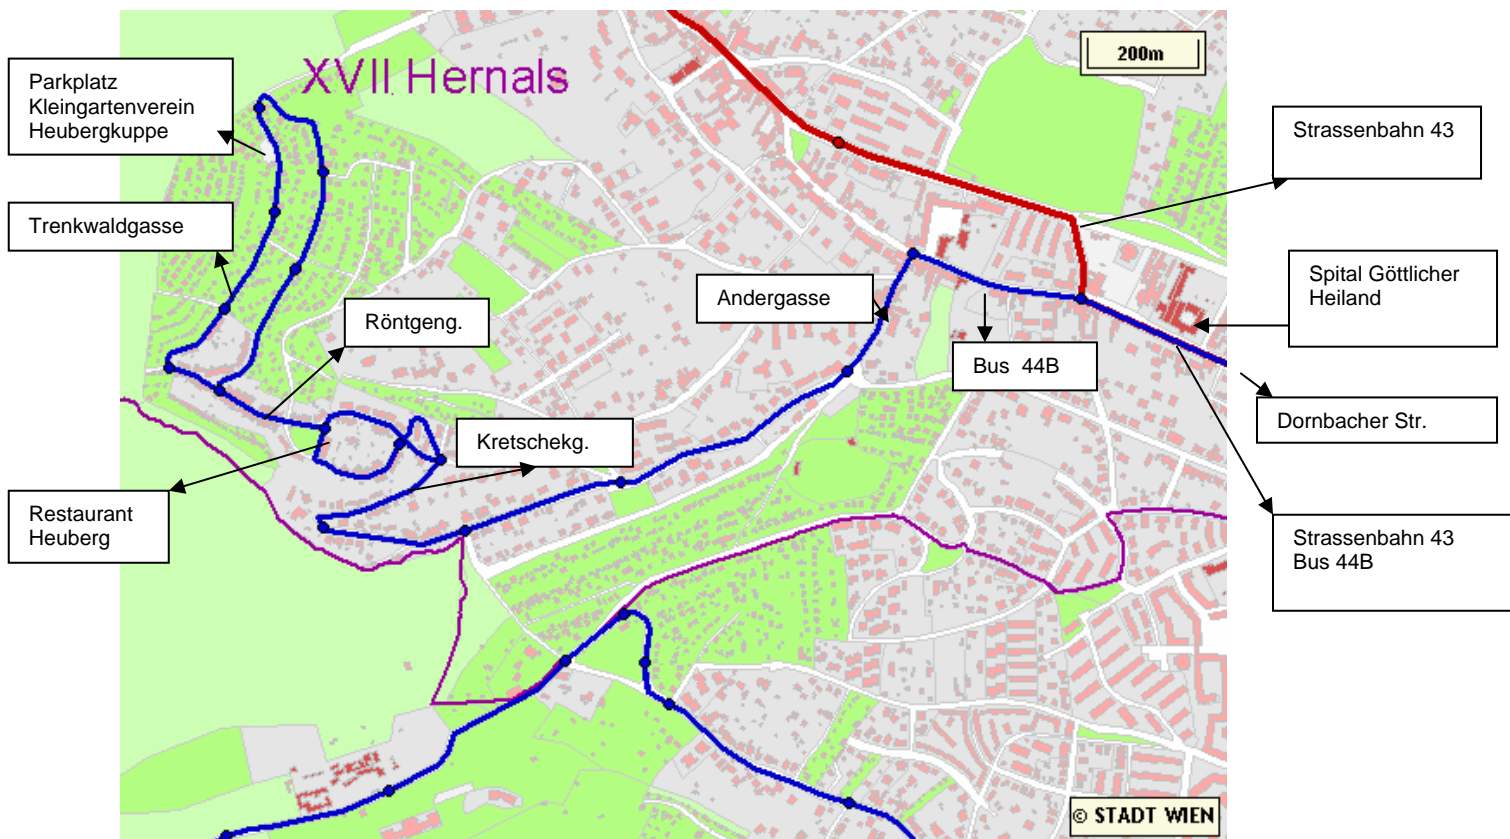 XVII Hernals
200m
Parkplatz
Kleingartenverein
Heubergkuppe
Strassenbahn 43
Trenkwaldgasse
Spital Göttlicher
Heiland
Andergasse
Röntgeng.
Bus 44B
Dornbacher Str.
Kretschekg.
Restaurant
Heuberg
Strassenbahn 43
Bus 44B
© STADT WIEN